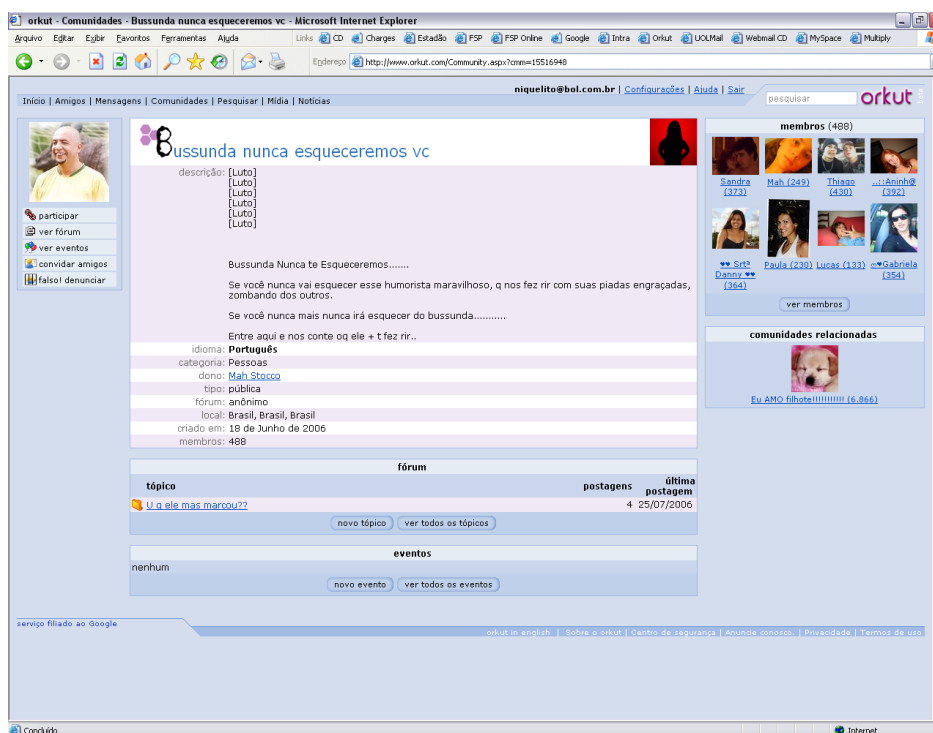 orkut - Comunidades - Bussunda nunca esqueceremos vc - Microsoft Internet Explorer
Arquivo Editar Exibir Favoritos Ferramentas Ajuda Links CD Charges Estadão FSP FSP Online Google Intra Orkut UOLMail Webmail CD MySpace Multiply
Endereço http://www.orkut.com/Community.aspx?cmm=15516948
niquelito@bol.com.br | Configurações | Ajuda | Sair
Início | Amigos | Mensagens | Comunidades | Pesquisar | Mídia | Notícias
pesquisar
orkut
participar
ver fórum
ver eventos
convidar amigos
falso! denunciar
Bussunda nunca esqueceremos vc
descrição: [Luto]
[Luto]
[Luto]
[Luto]
[Luto]
[Luto]
Bussunda Nunca te Esqueceremos.......
Se você nunca vai esquecer esse humorista maravilhoso, q nos fez rir com suas piadas engraçadas,
zombando dos outros.
Se você nunca mais nunca irá esquecer do bussunda...........
Entre aqui e nos conte oq ele + t fez rir..
idioma: Português
categoria: Pessoas
dono: Mah Stocco
tipo: pública
fórum: anônimo
local: Brasil, Brasil, Brasil
criado em: 18 de Junho de 2006
membros: 488
fórum
tópico postagens última
postagem
U q ele mas marcou?? 4 25/07/2006
novo tópico ver todos os tópicos
eventos
nenhum
novo evento ver todos os eventos
membros (488)
Sandra Mah (249) Thiago ..::Aninh@
(373) (430) (392)
♥♥ Srtª Paula (230) Lucas (133) Gabriela
Danny ♥♥ (354)
(364)
ver membros
comunidades relacionadas
Eu AMO filhote!!!!!!!!!!! (6.866)
serviço filiado ao Google
orkut in english | Sobre o orkut | Centro de segurança | Anuncie conosco. | Privacidade | Termos de uso
Concluído
Internet